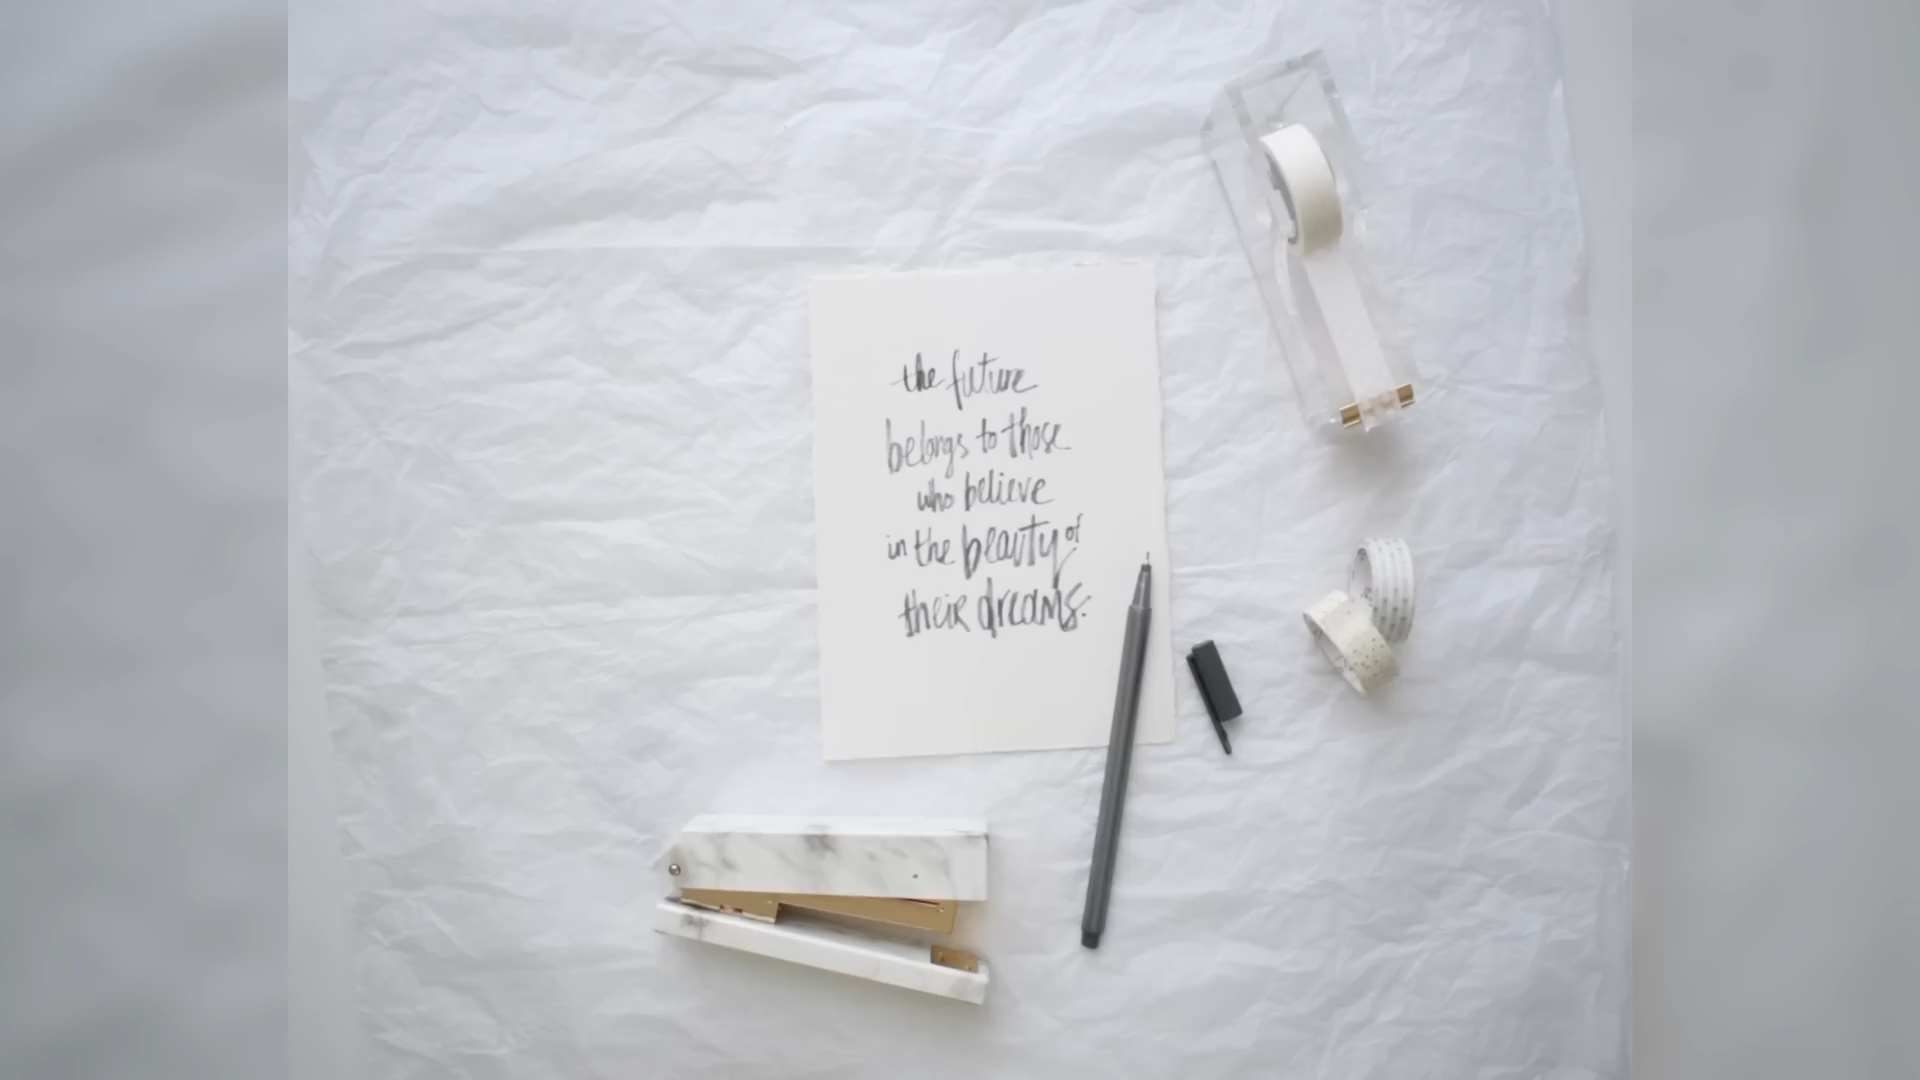 the future
belongs to those
who believe
in the beauty of
their dreams.